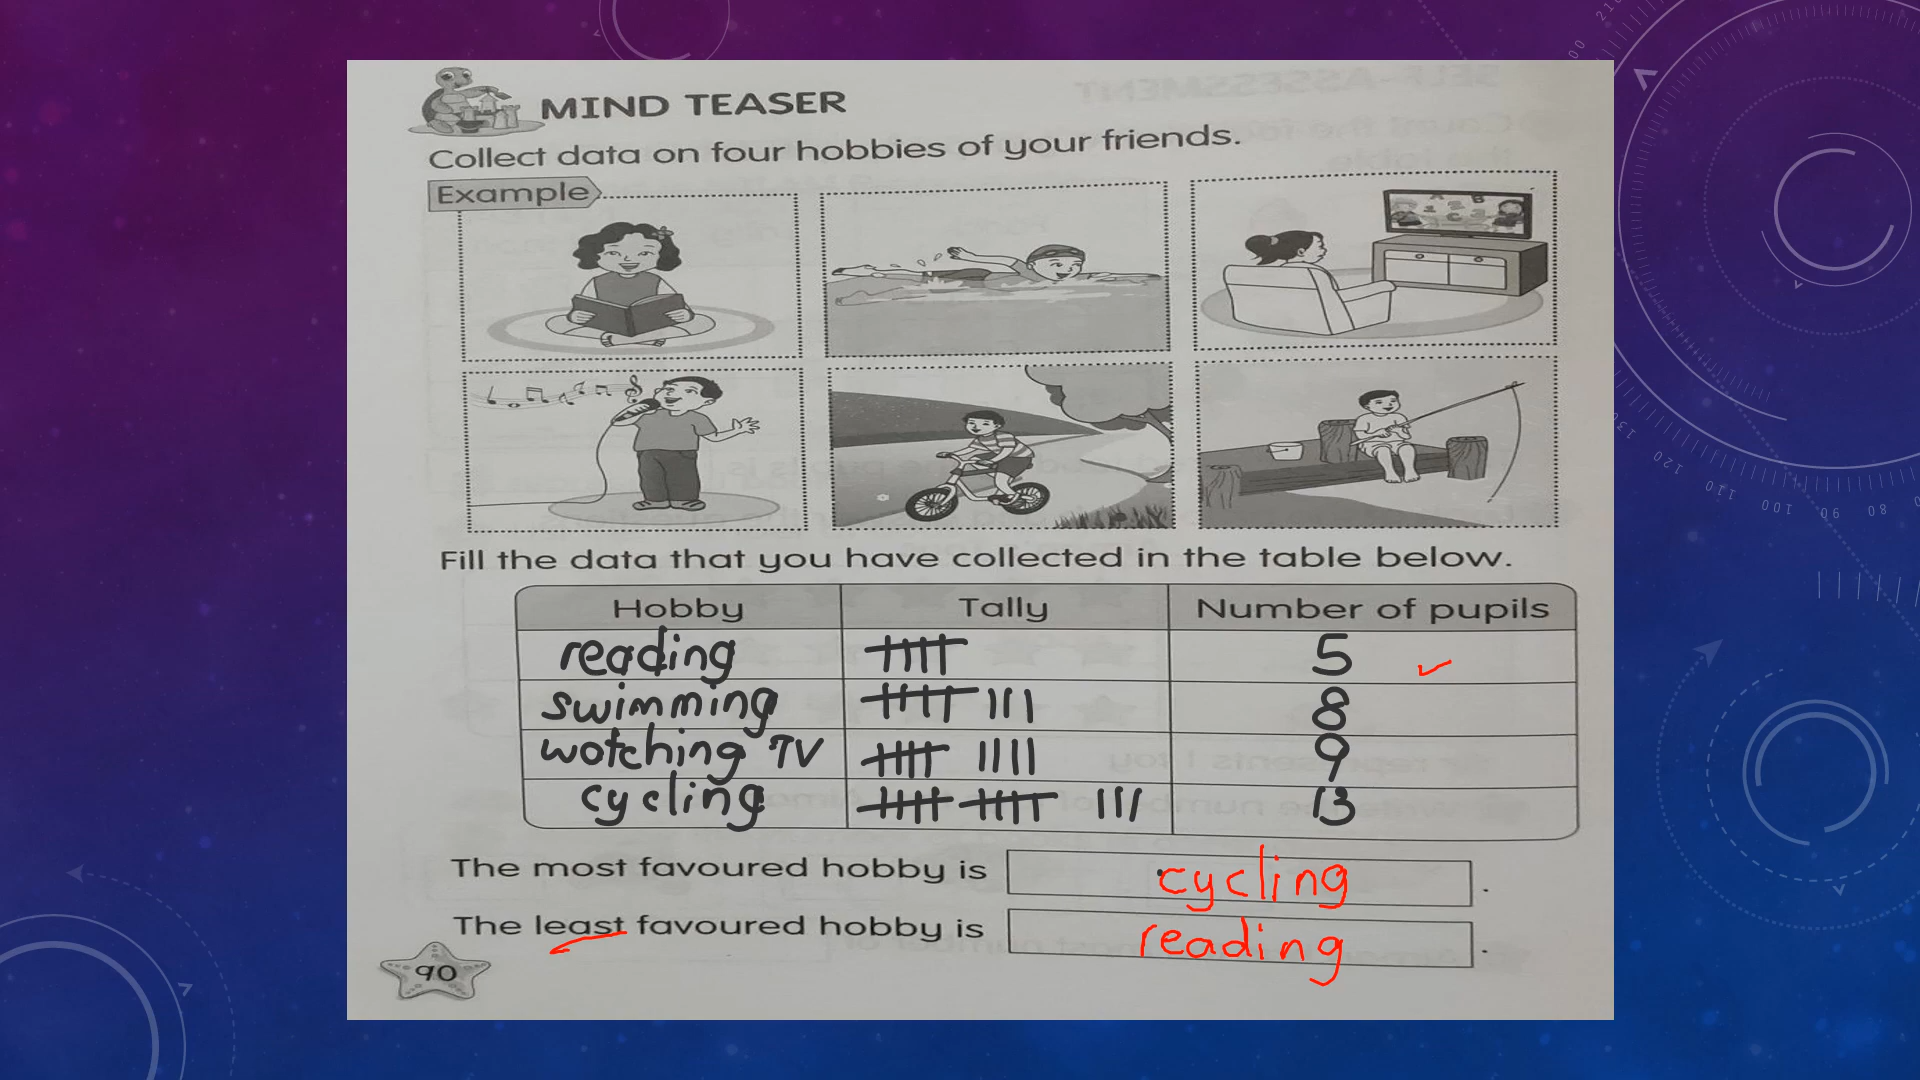 MIND TEASER
Collect data on four hobbies of your friends.
Example
Fill the data that you have collected in the table below.
Hobby Tally Number of pupils
reading 5
swimming 8
wotching TV 9
cycling 13
The most favoured hobby is cycling .
The least favoured hobby is reading .
90